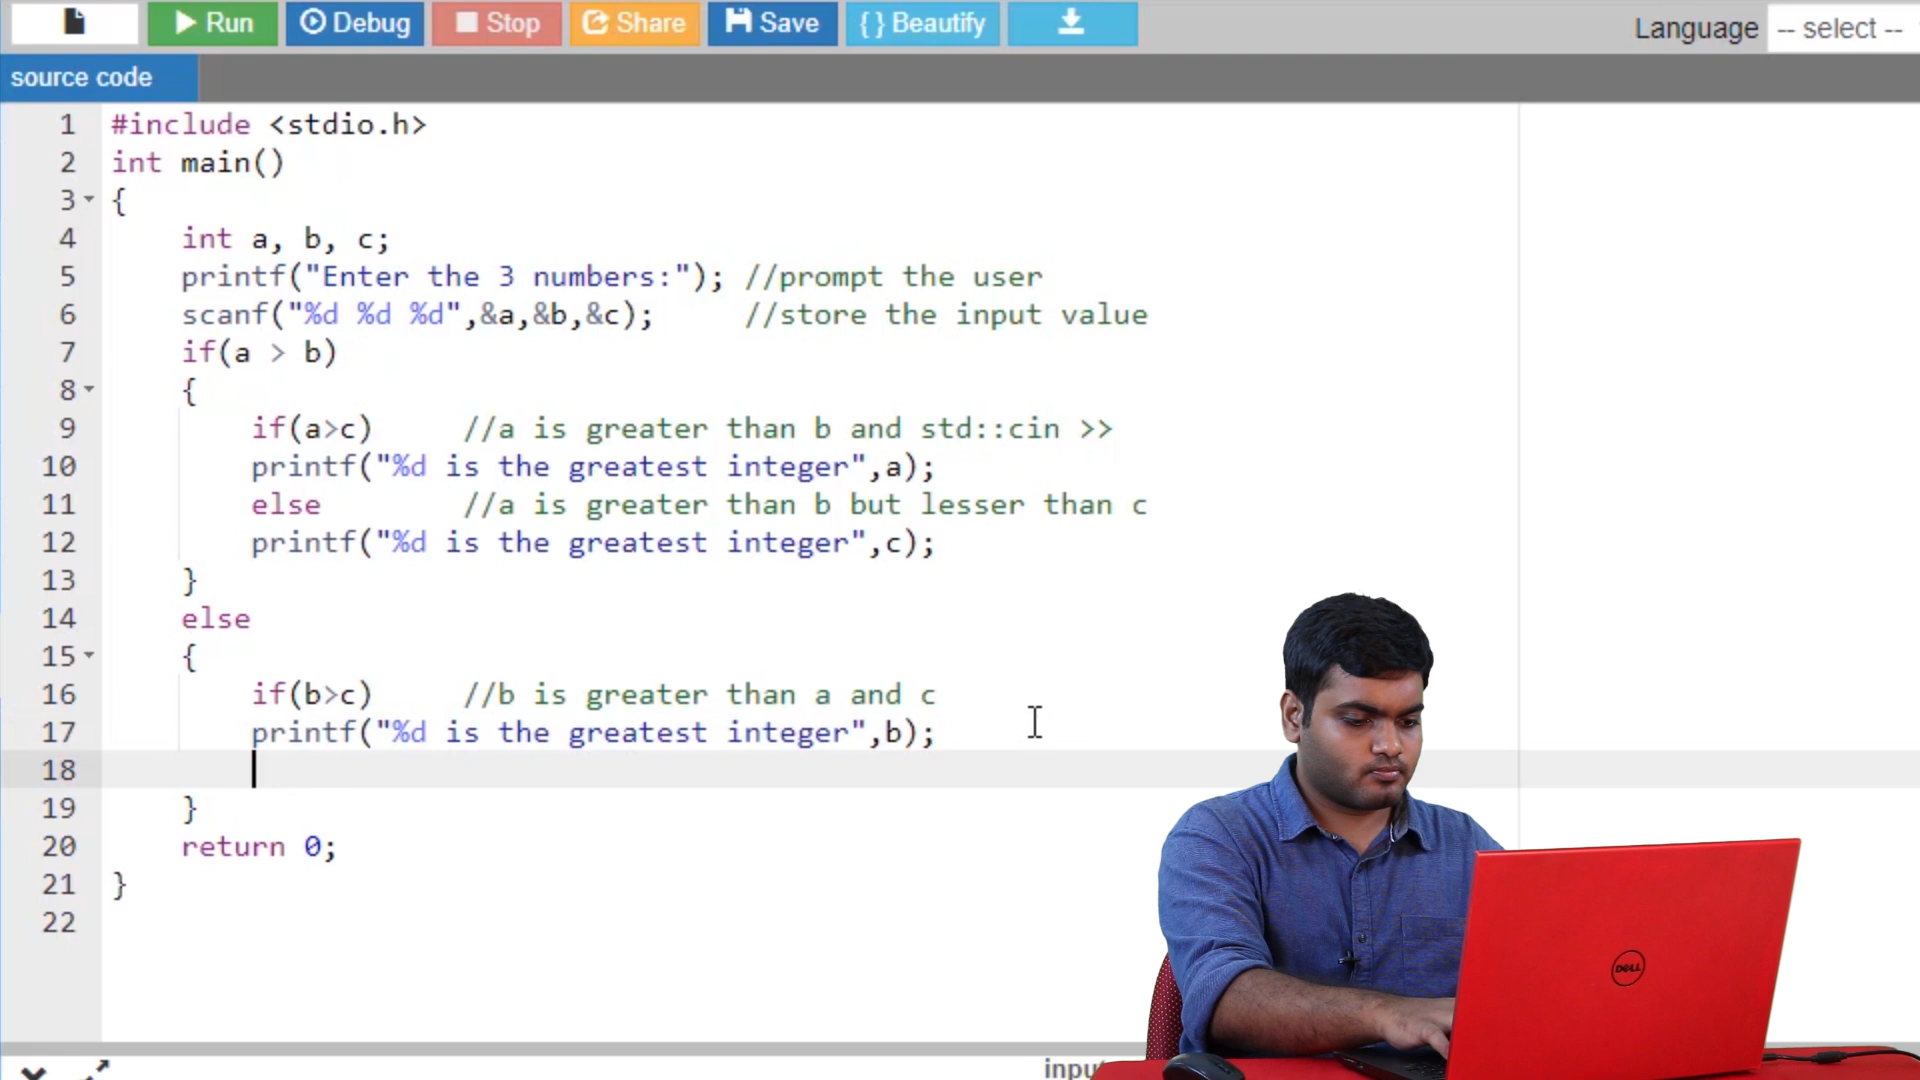 Run Debug Stop Share Save { } Beautify Language -- select --
source code
1 #include <stdio.h>
2 int main()
3 {
4 int a, b, c;
5 printf("Enter the 3 numbers:"); //prompt the user
6 scanf("%d %d %d",&a,&b,&c); //store the input value
7 if(a > b)
8 {
9 if(a>c) //a is greater than b and std::cin >>
10 printf("%d is the greatest integer",a);
11 else //a is greater than b but lesser than c
12 printf("%d is the greatest integer",c);
13 }
14 else
15 {
16 if(b>c) //b is greater than a and c
17 printf("%d is the greatest integer",b);
18
19 }
20 return 0;
21 }
22
DELL